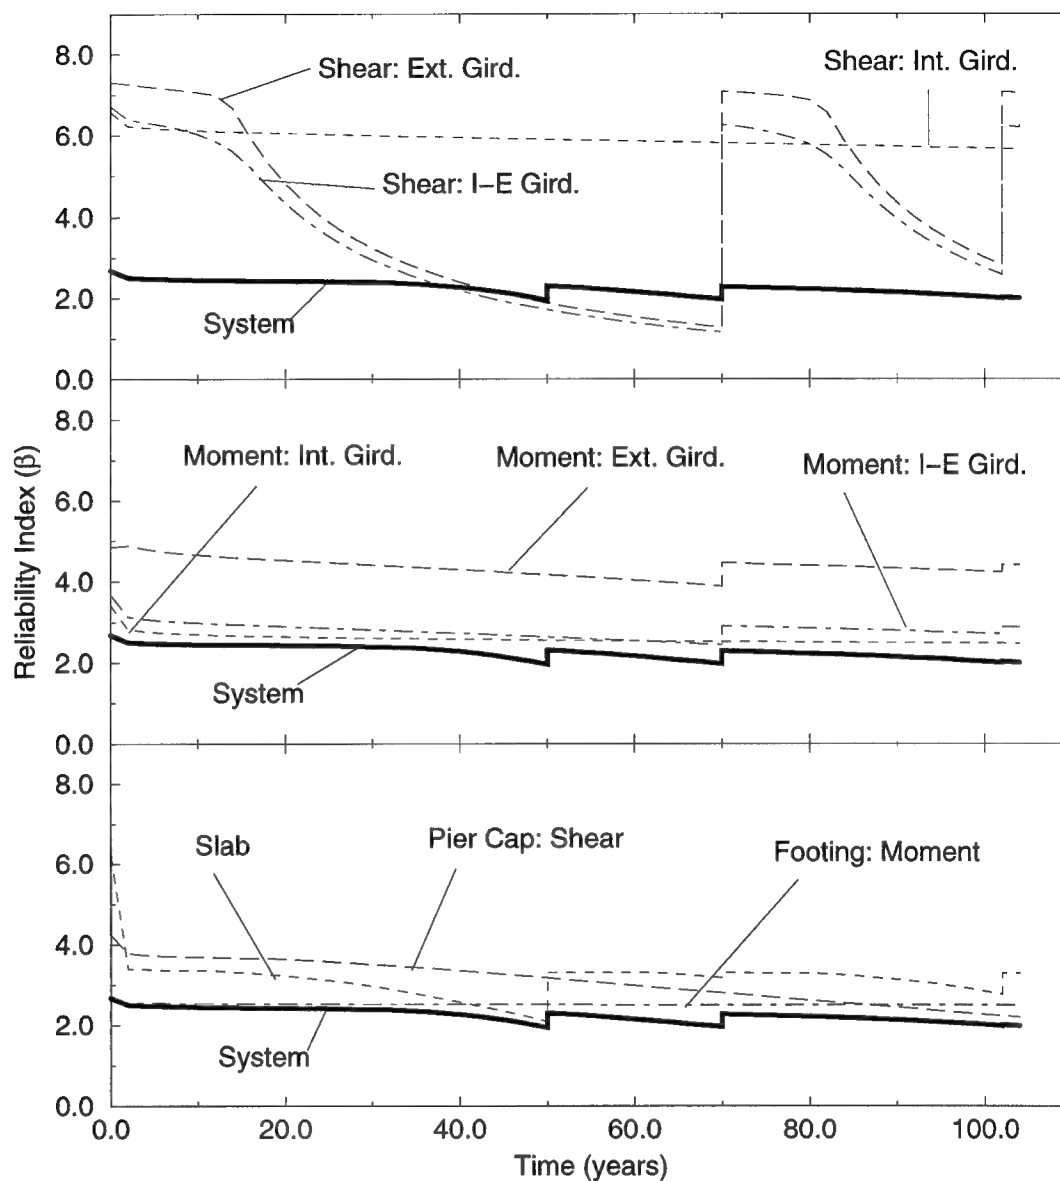 8.0
Shear: Ext. Gird.
Shear: Int. Gird.
6.0
Shear: I–E Gird.
4.0
2.0
System
0.0
8.0
Moment: Int. Gird.
Moment: Ext. Gird.
Moment: I–E Gird.
6.0
Reliability Index (β)
4.0
2.0
System
0.0
8.0
Slab
Pier Cap: Shear
Footing: Moment
6.0
4.0
2.0
System
0.0
0.0 20.0 40.0 60.0 80.0 100.0
Time (years)